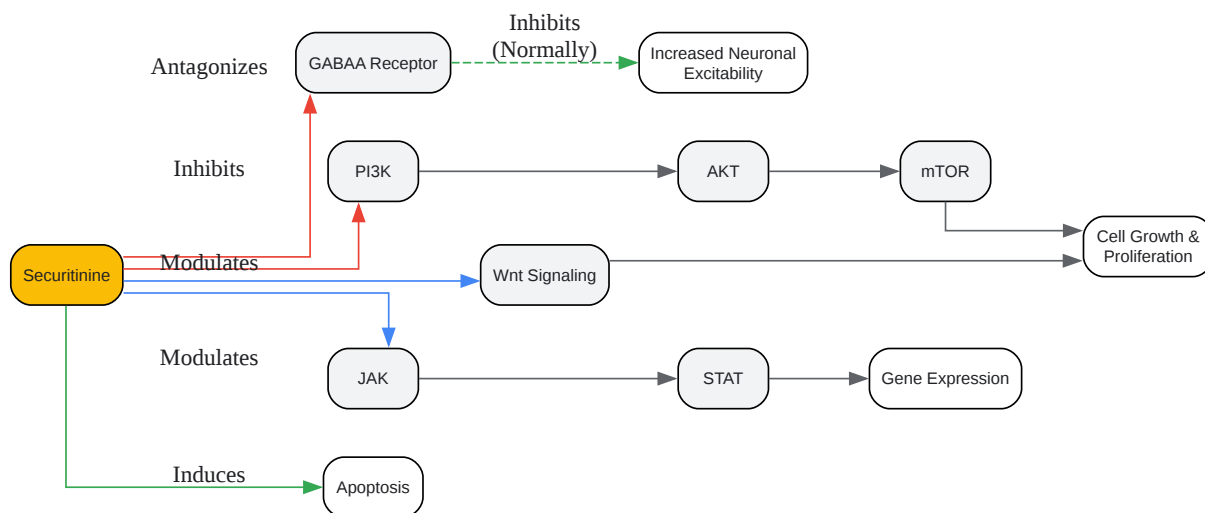 Inhibits
(Normally)
Antagonizes
GABAA Receptor
Increased Neuronal
Excitability
Inhibits
PI3K
AKT
mTOR
Cell Growth &
Proliferation
Securitinine
Modulates
Wnt Signaling
Modulates
JAK
STAT
Gene Expression
Induces
Apoptosis